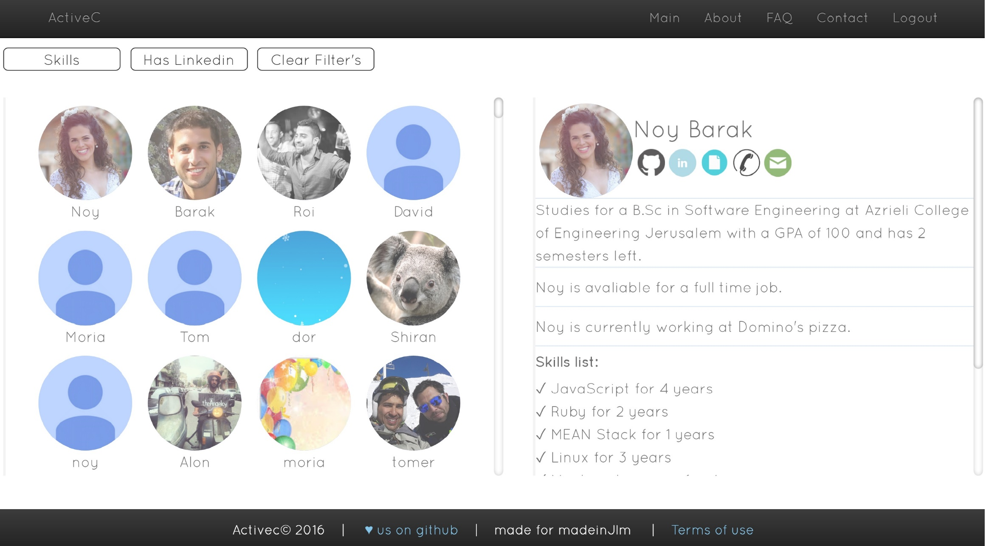 ActiveC
Main
About
FAQ
Contact
Logout
Skills
Has Linkedin
Clear Filter's
Noy
Barak
Roi
David
Moria
Tom
dor
Shiran
noy
theAngelcy
Alon
moria
tomer
Noy Barak
in
Studies for a B.Sc in Software Engineering at Azrieli College
of Engineering Jerusalem with a GPA of 100 and has 2
semesters left.
Noy is avaliable for a full time job.
Noy is currently working at Domino's pizza.
Skills list:
✓ JavaScript for 4 years
✓ Ruby for 2 years
✓ MEAN Stack for 1 years
✓ Linux for 3 years
Activec© 2016 | ♥ us on github | made for madeinJlm | Terms of use